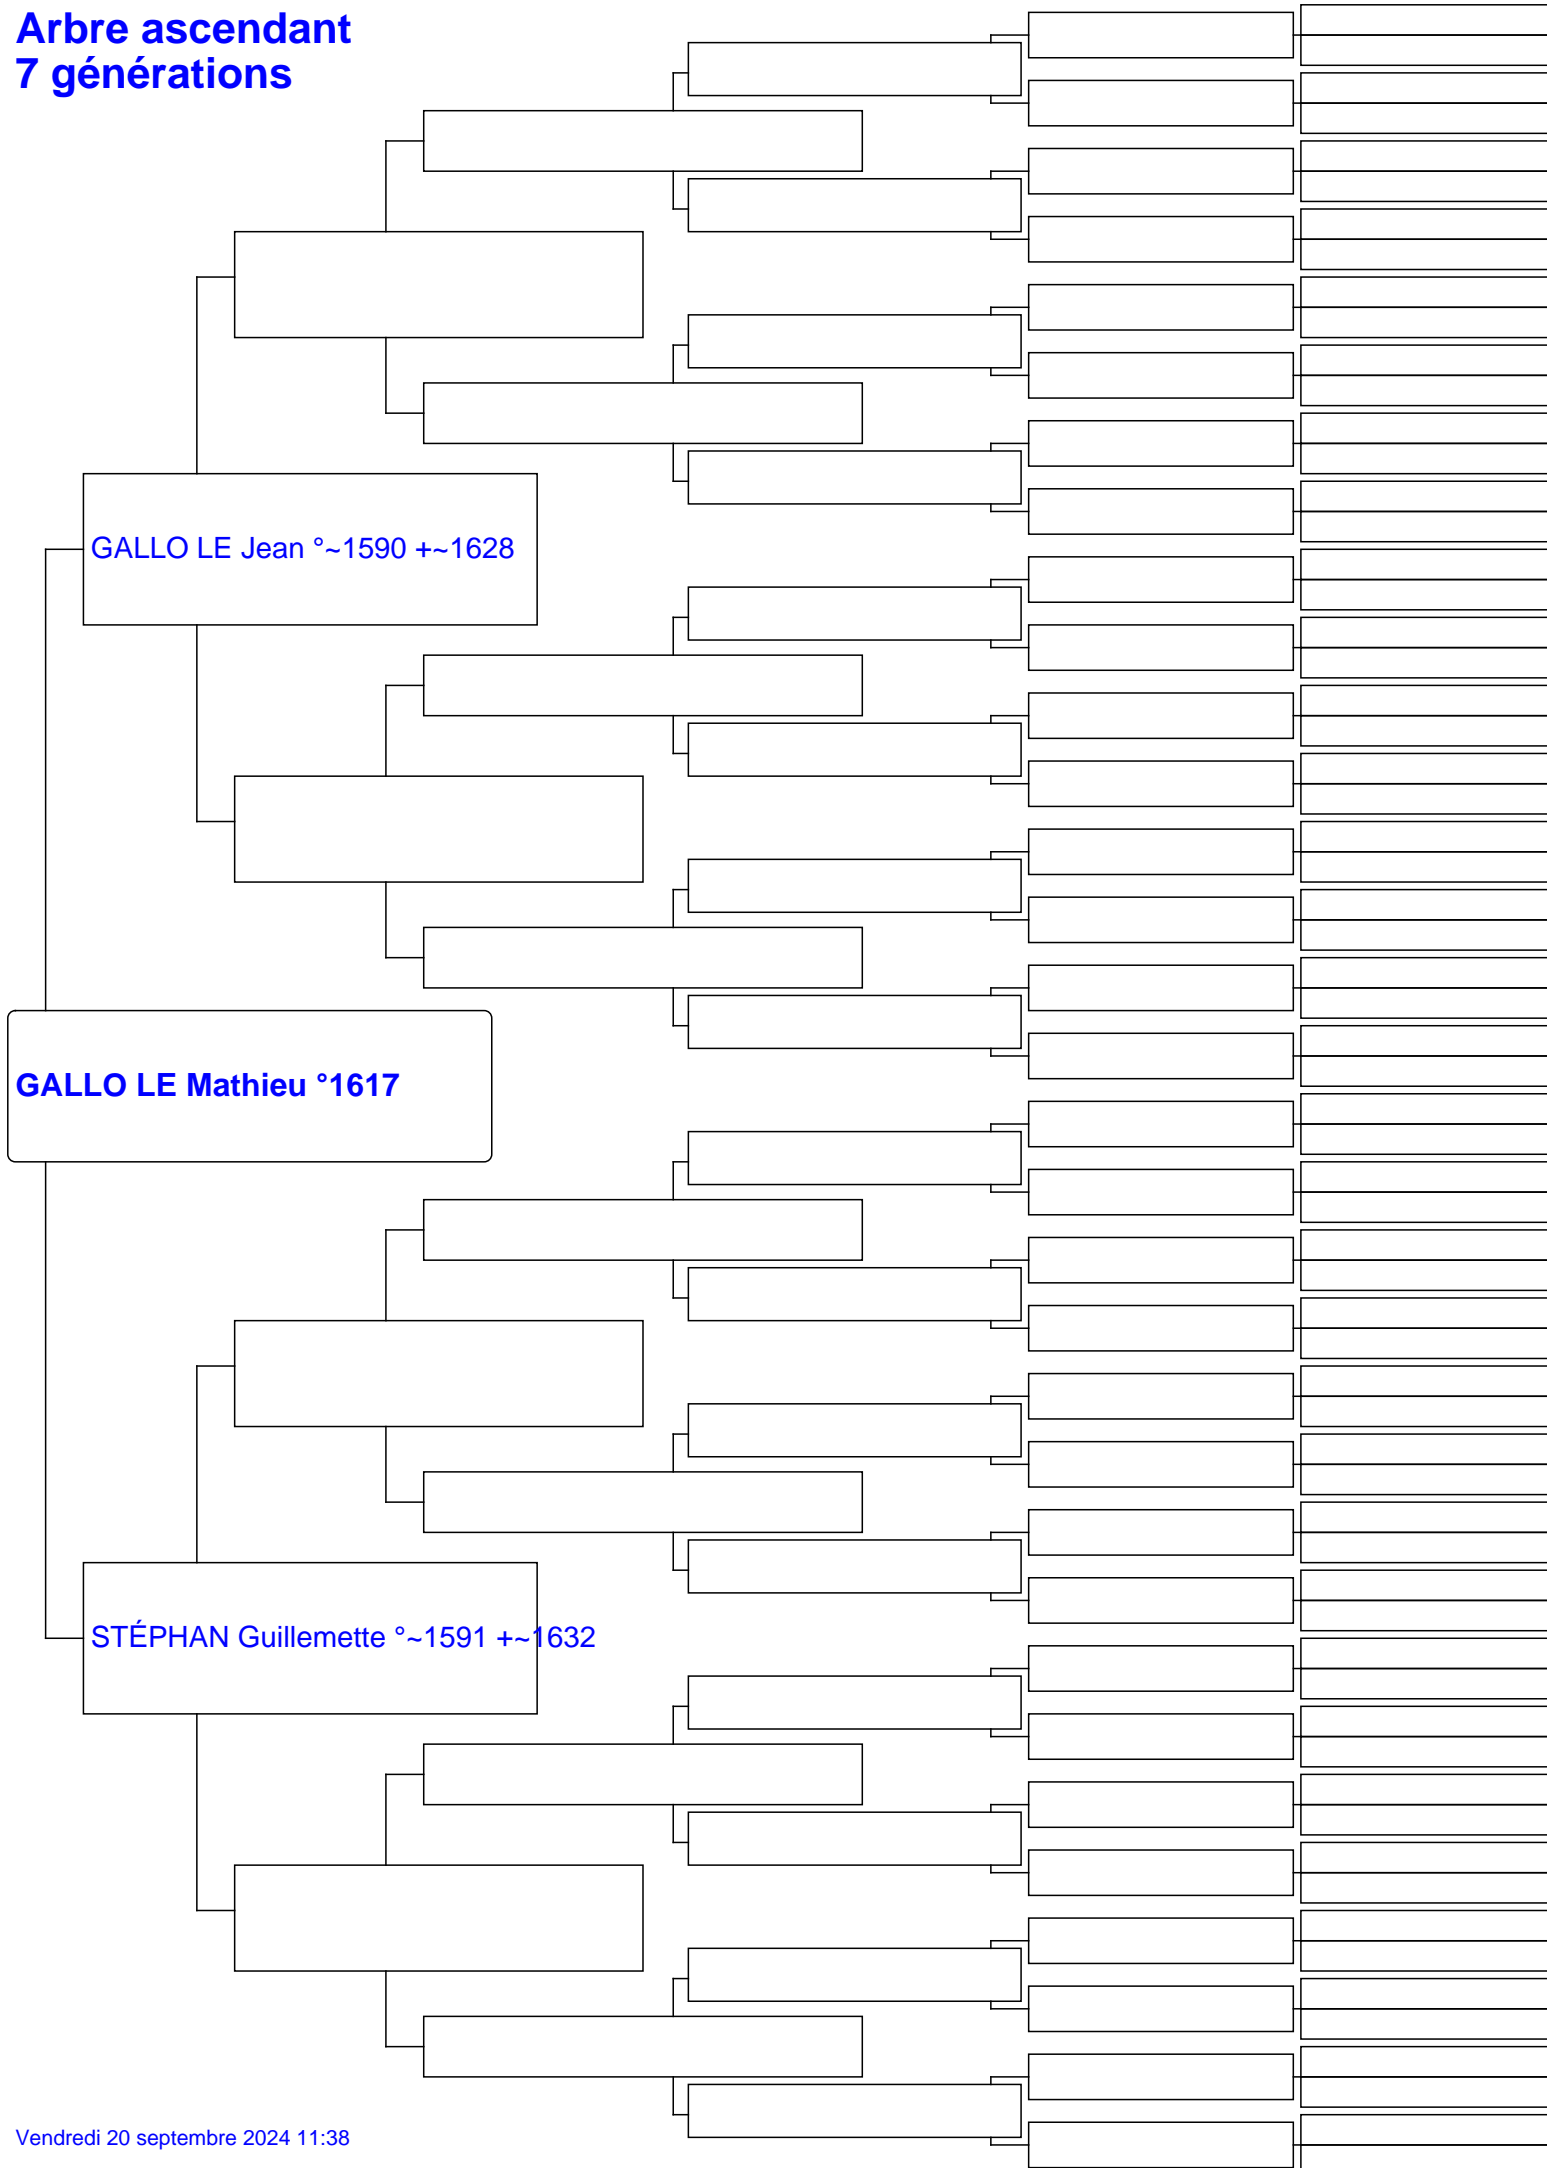 Arbre ascendant
7 générations
GALLO LE Jean °~1590 +~1628
GALLO LE Mathieu °1617
STÉPHAN Guillemette °~1591 +~1632
Vendredi 20 septembre 2024 11:38